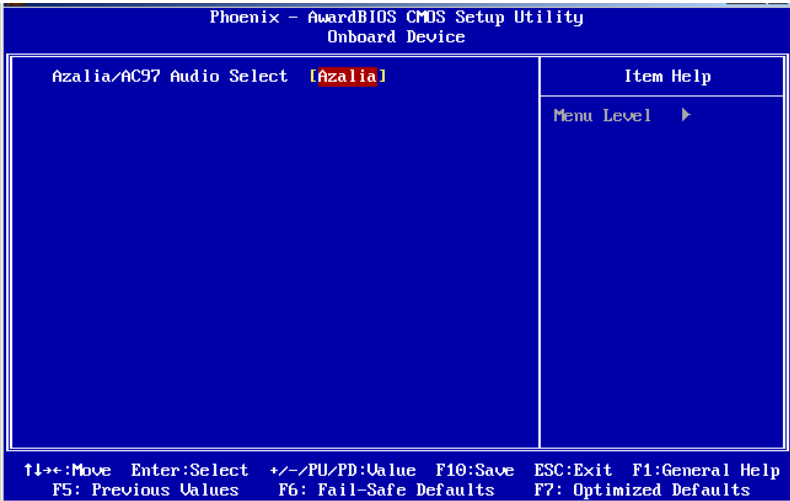 Phoenix - AwardBIOS CMOS Setup Utility
Onboard Device
Azalia/AC97 Audio Select [Azalia]
Item Help
Menu Level ▶
↑↓→←:Move Enter:Select +/-/PU/PD:Value F10:Save ESC:Exit F1:General Help
F5: Previous Values F6: Fail-Safe Defaults F7: Optimized Defaults